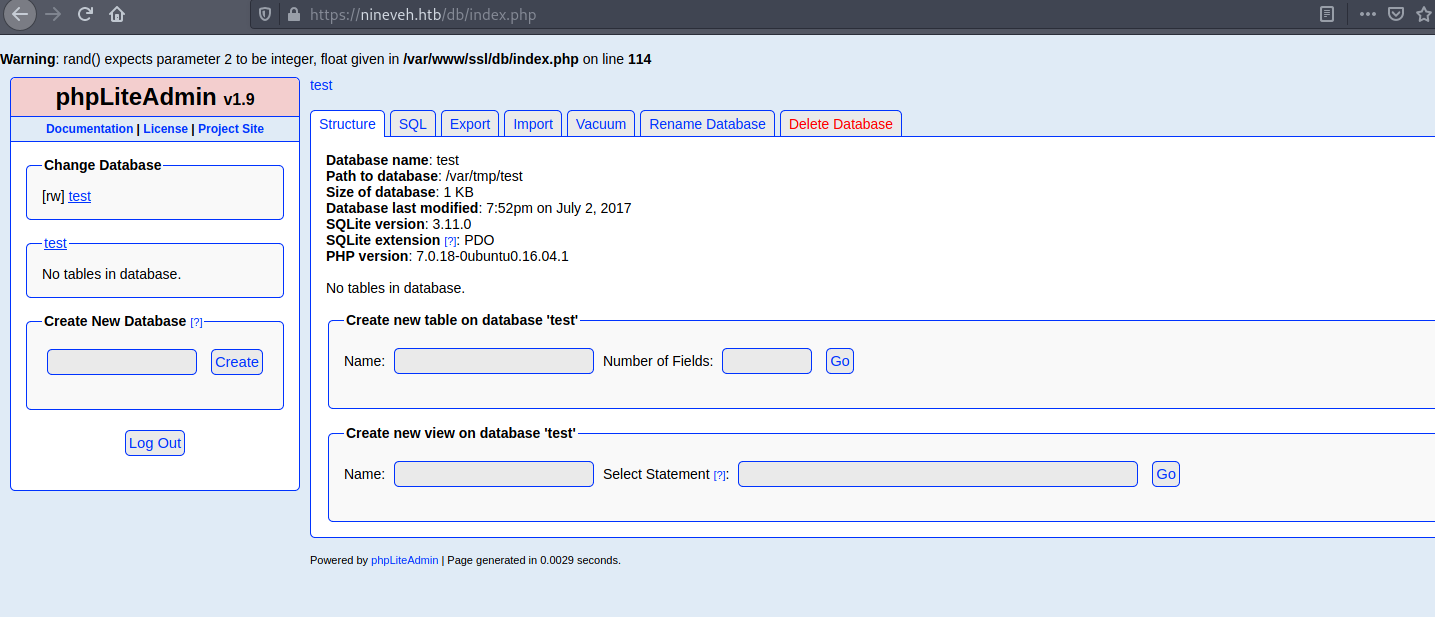 https://nineveh.htb/db/index.php
Warning: rand() expects parameter 2 to be integer, float given in /var/www/ssl/db/index.php on line 114
phpLiteAdmin v1.9
Documentation | License | Project Site
Change Database
[rw] test
test
No tables in database.
Create New Database [?]
Create
Log Out
test
Structure SQL Export Import Vacuum Rename Database Delete Database
Database name: test
Path to database: /var/tmp/test
Size of database: 1 KB
Database last modified: 7:52pm on July 2, 2017
SQLite version: 3.11.0
SQLite extension [?]: PDO
PHP version: 7.0.18-0ubuntu0.16.04.1
No tables in database.
Create new table on database 'test'
Name: Number of Fields: Go
Create new view on database 'test'
Name: Select Statement [?]: Go
Powered by phpLiteAdmin | Page generated in 0.0029 seconds.